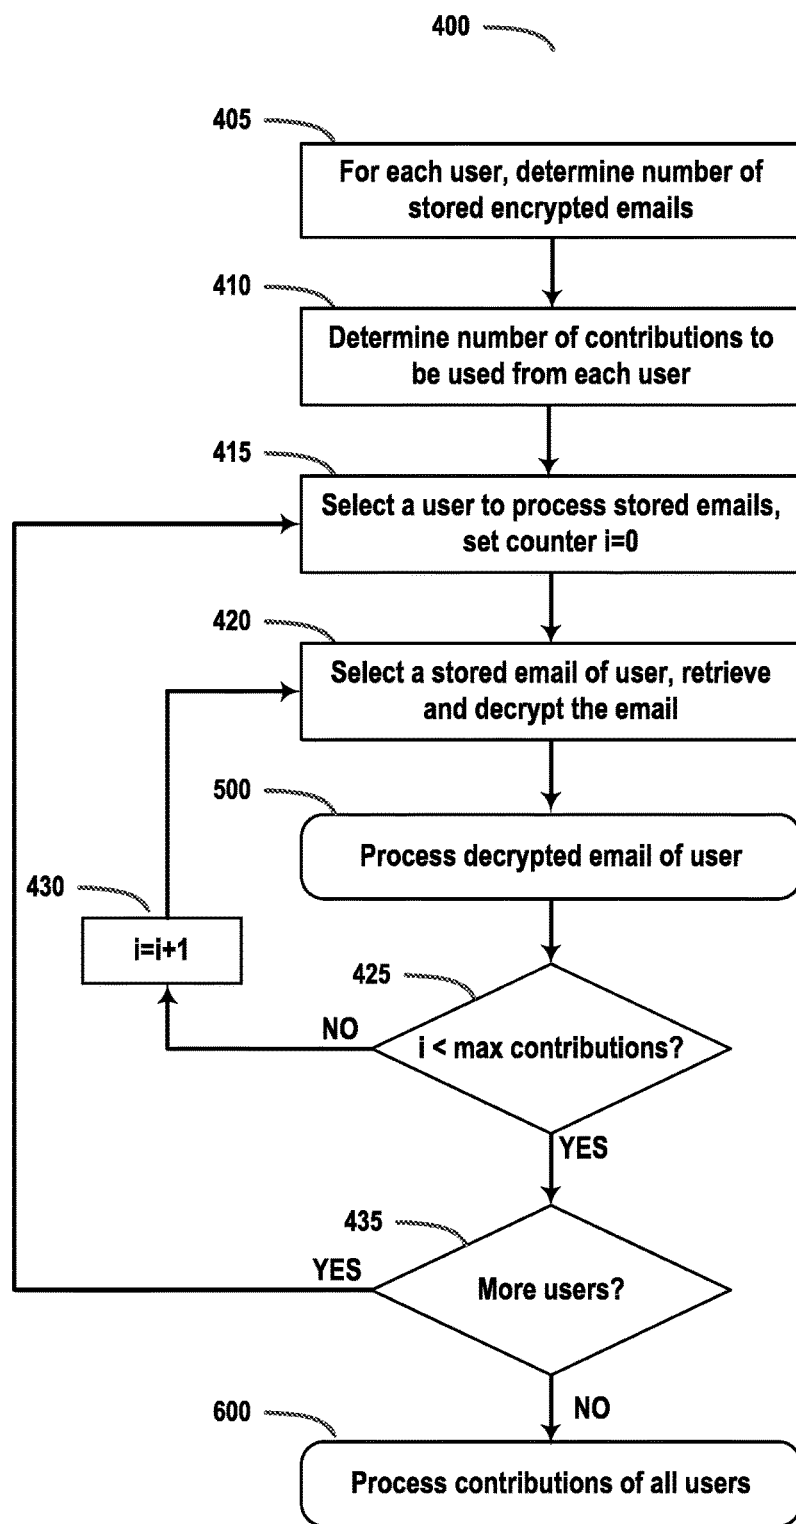 400
405
For each user, determine number of
stored encrypted emails
410
Determine number of contributions to
be used from each user
415
Select a user to process stored emails,
set counter i=0
420
Select a stored email of user, retrieve
and decrypt the email
500
Process decrypted email of user
430
i=i+1
425
NO
i < max contributions?
YES
435
YES
More users?
NO
600
Process contributions of all users